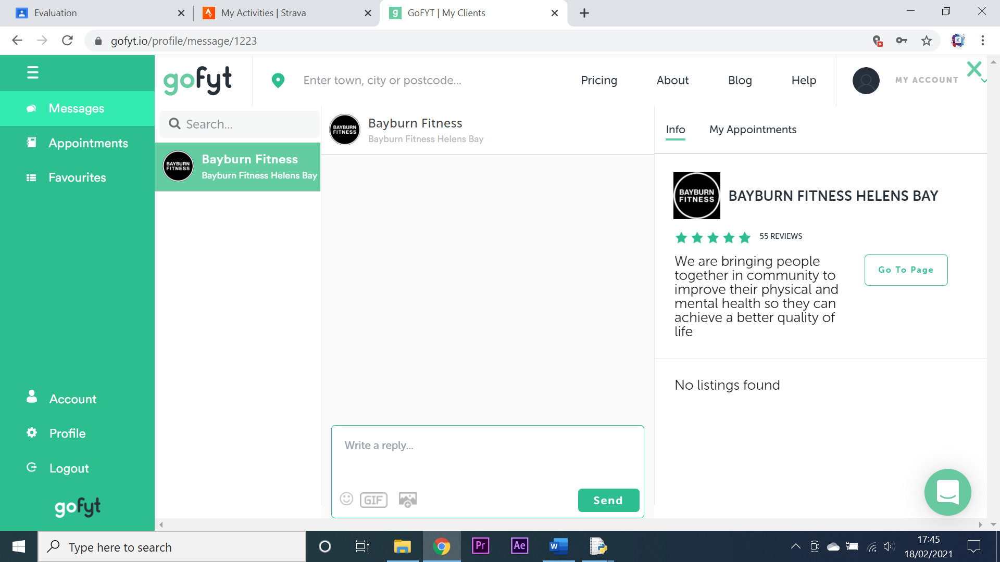 Evaluation
My Activities | Strava
GoFYT | My Clients
gofyt.io/profile/message/1223
K
gofyt
Enter town, city or postcode...
Pricing
About
Blog
Help
MY ACCOUNT
Messages
Appointments
Favourites
Account
Profile
Logout
gofyt
Search...
BAYBURN
FITNESS
Bayburn Fitness
Bayburn Fitness Helens Bay
BAYBURN
FITNESS
Bayburn Fitness
Bayburn Fitness Helens Bay
Write a reply...
GIF
Send
Info
My Appointments
BAYBURN
FITNESS
BAYBURN FITNESS HELENS BAY
55 REVIEWS
We are bringing people
together in community to
improve their physical and
mental health so they can
achieve a better quality of
life
Go To Page
No listings found
Type here to search
Pr
Ae
W
17:45
18/02/2021